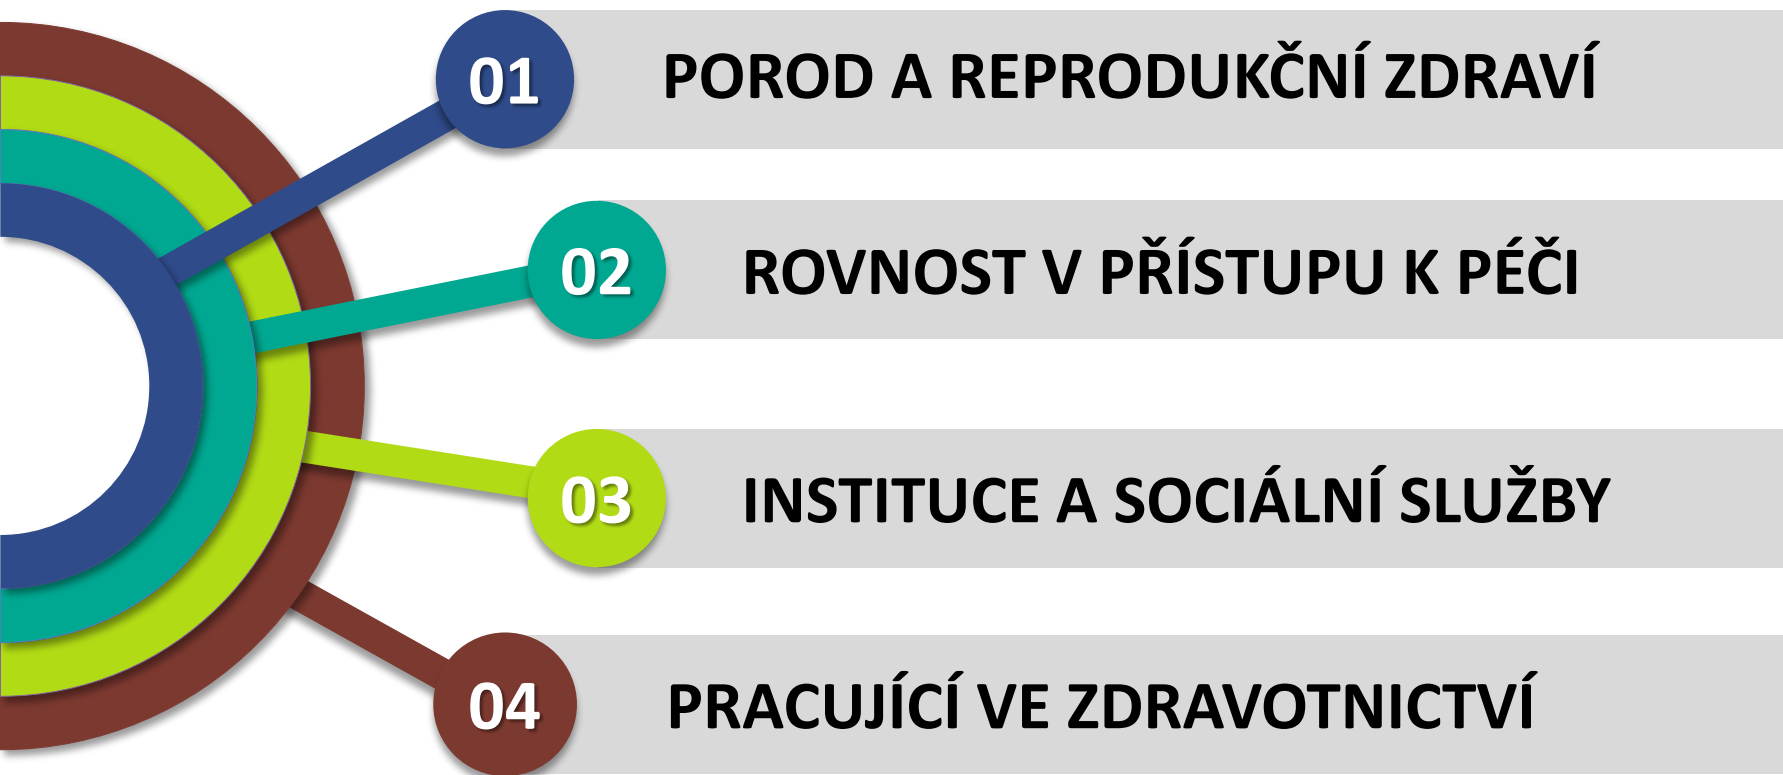 01 POROD A REPRODUKČNÍ ZDRAVÍ
02 ROVNOST V PŘÍSTUPU K PÉČI
03 INSTITUCE A SOCIÁLNÍ SLUŽBY
04 PRACUJÍCÍ VE ZDRAVOTNICTVÍ